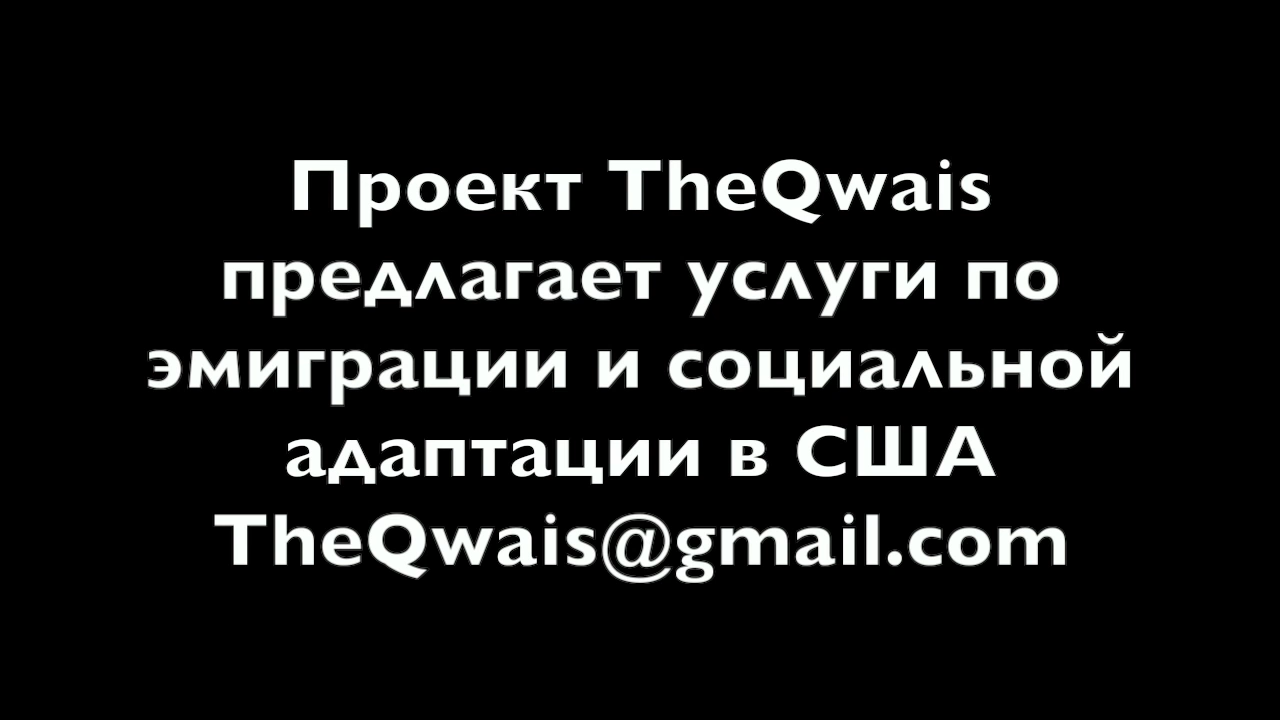 Проект TheQwais
предлагает услуги по
эмиграции и социальной
адаптации в США
TheQwais@gmail.com